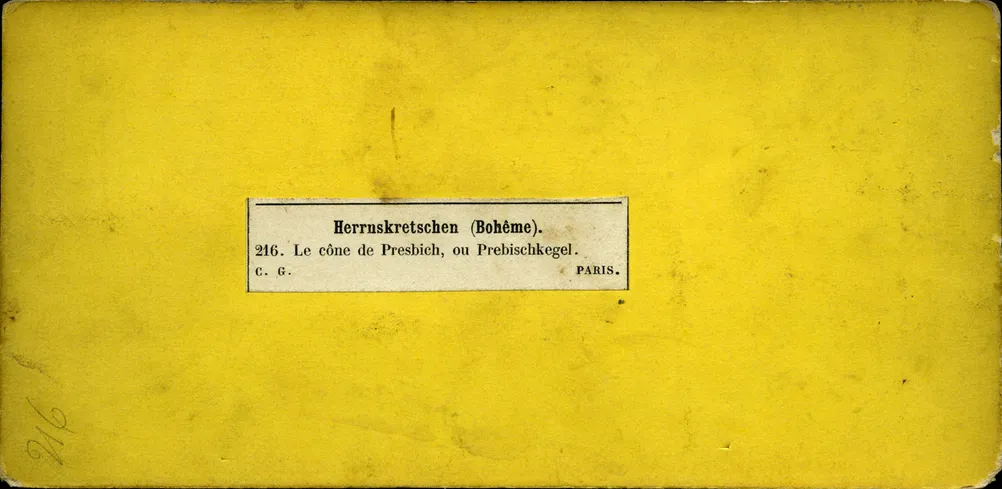 Herrnskretschen (Bohême).
216. Le cône de Presbich, ou Prebischkegel.
C. G. PARIS.
216